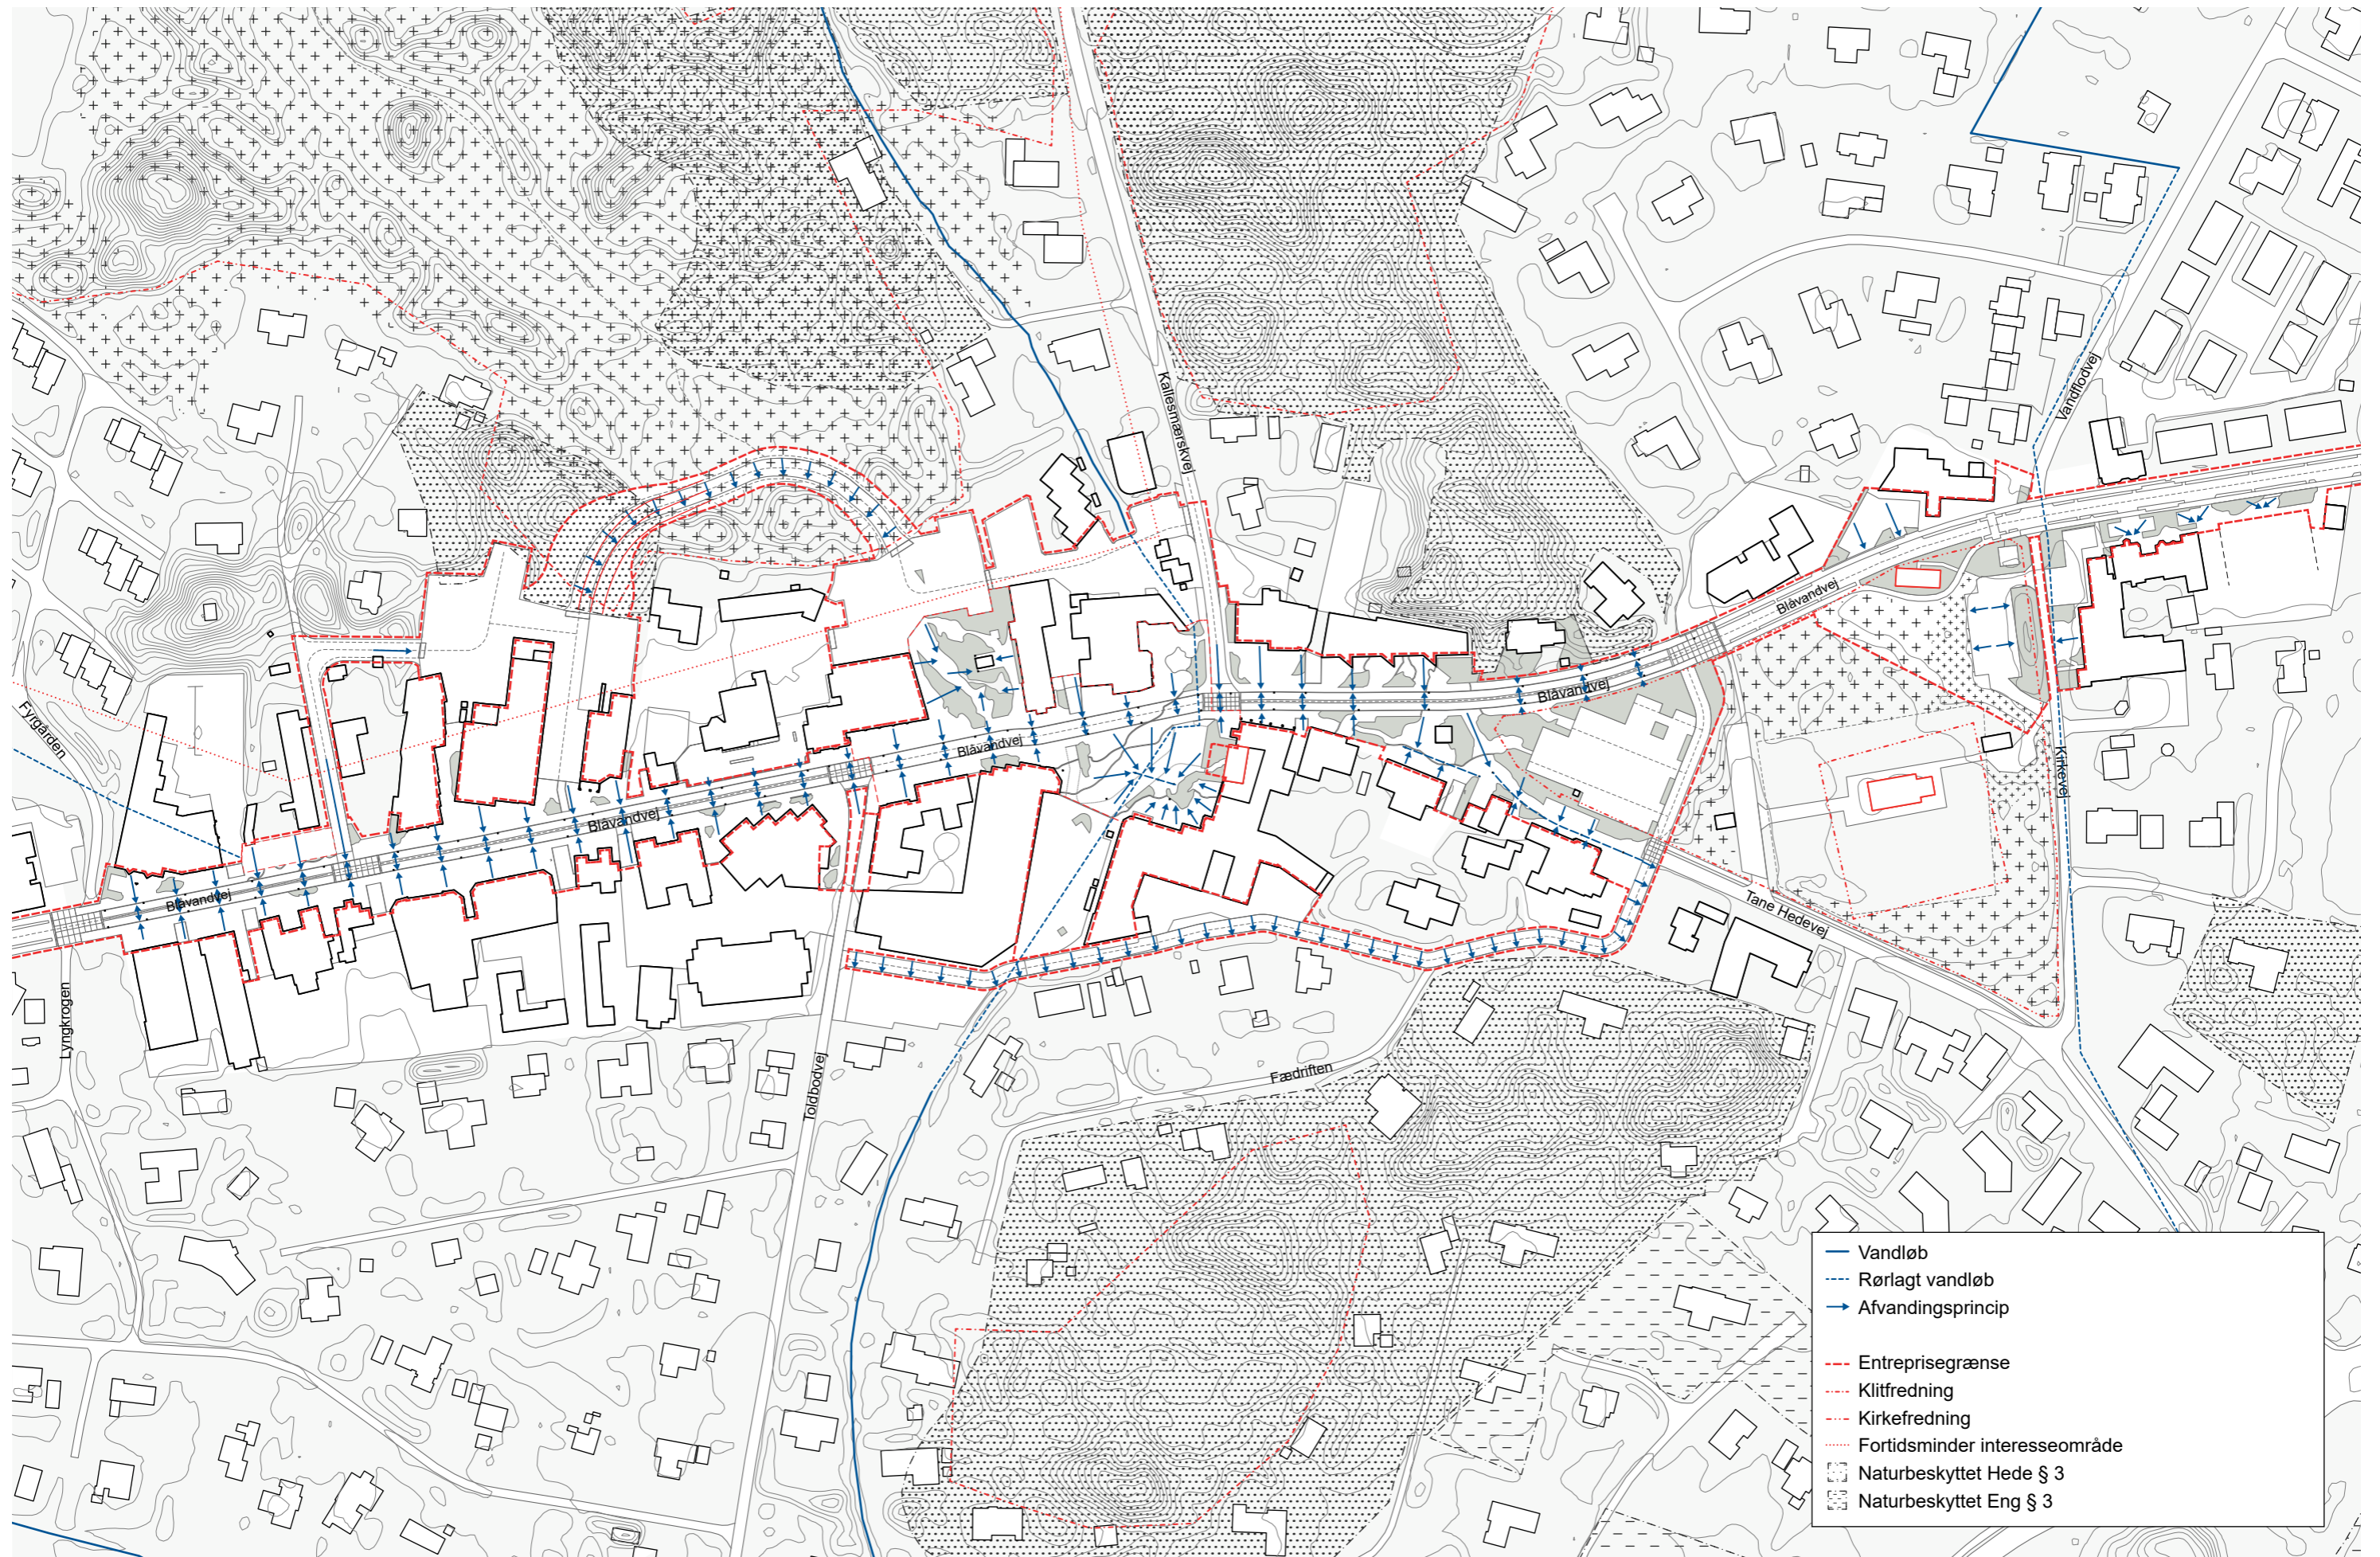 Kallesmærskvej
Vandflodvej
Blåvandvej
Blåvandvej
Fyrgården
Blåvandvej
Kirkevej
Blåvandvej
Blåvandvej
Tane Hedevej
Lyngkrogen
Toldbodvej
Fædriften
Vandløb
Rørlagt vandløb
Afvandingsprincip
Entreprisegrænse
Klitfredning
Kirkefredning
Fortidsminder interesseområde
Naturbeskyttet Hede § 3
Naturbeskyttet Eng § 3